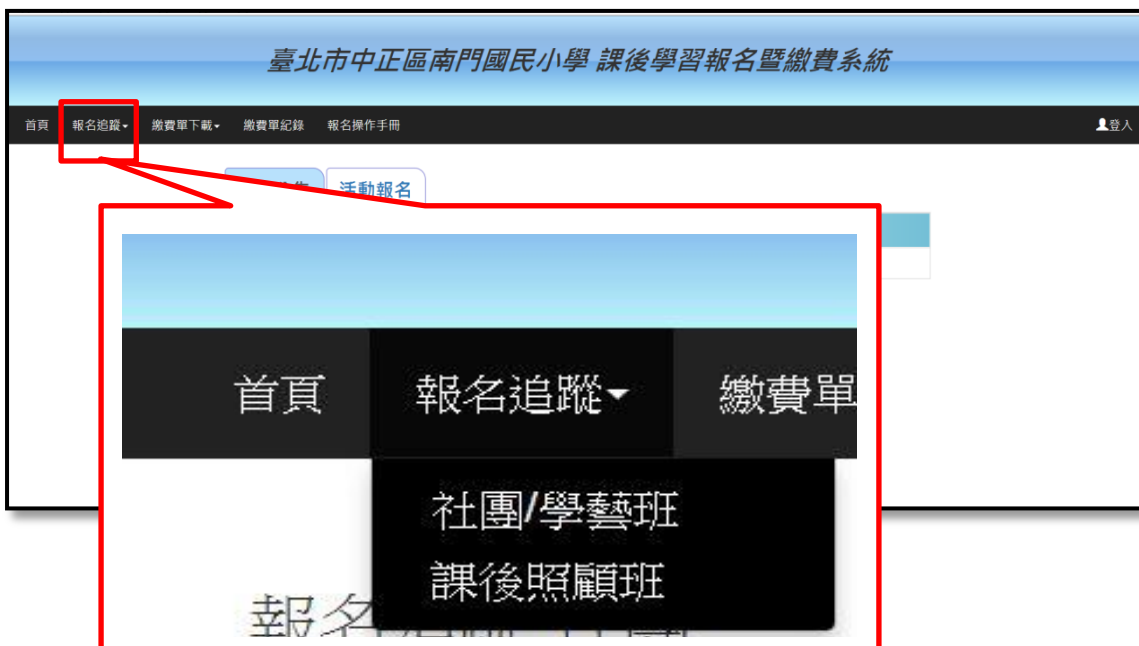 臺北市中正區南門國民小學 課後學習報名暨繳費系統
首頁 報名追蹤 繳費單下載 繳費單紀錄 報名操作手冊 登入
活動報名
首頁 報名追蹤 繳費單
社團/學藝班
課後照顧班
報名